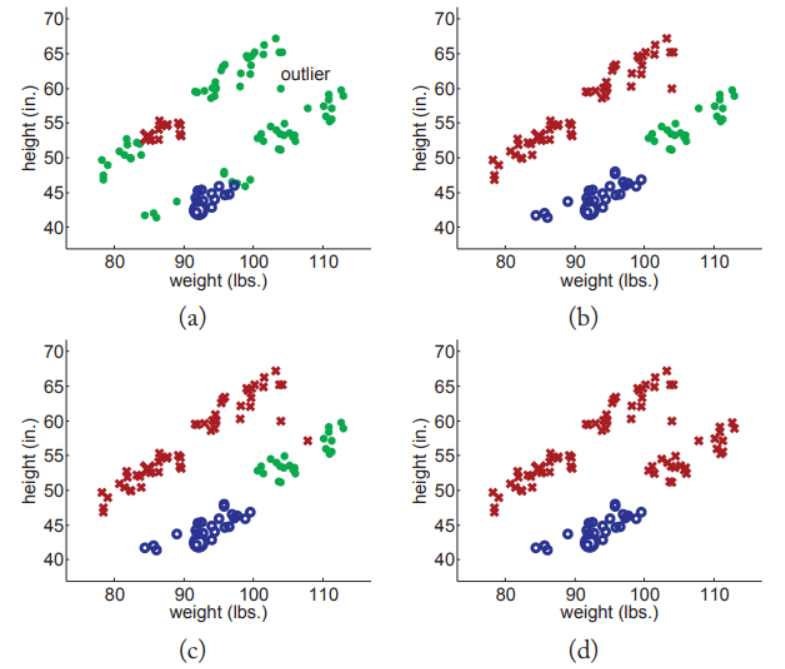 70
65
60
55
50
45
40
height (in.)
outlier
80 90 100 110
weight (lbs.)
(a)
70
65
60
55
50
45
40
height (in.)
80 90 100 110
weight (lbs.)
(b)
70
65
60
55
50
45
40
height (in.)
80 90 100 110
weight (lbs.)
(c)
70
65
60
55
50
45
40
height (in.)
80 90 100 110
weight (lbs.)
(d)